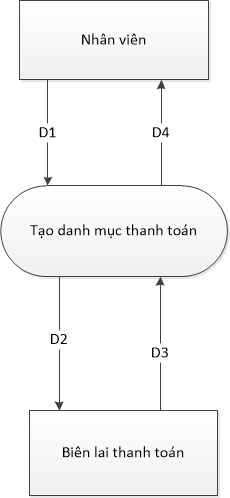 Nhân viên
D1
D4
Tạo danh mục thanh toán
D2
D3
Biên lai thanh toán